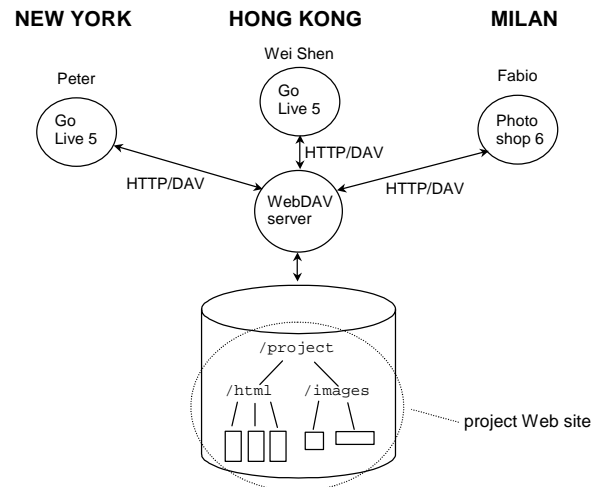 NEW YORK
HONG KONG
MILAN
Wei Shen
Peter
Fabio
Go
Live 5
Go
Live 5
Photo
shop 6
HTTP/DAV
HTTP/DAV
HTTP/DAV
WebDAV
server
/project
/html
/images
project Web site